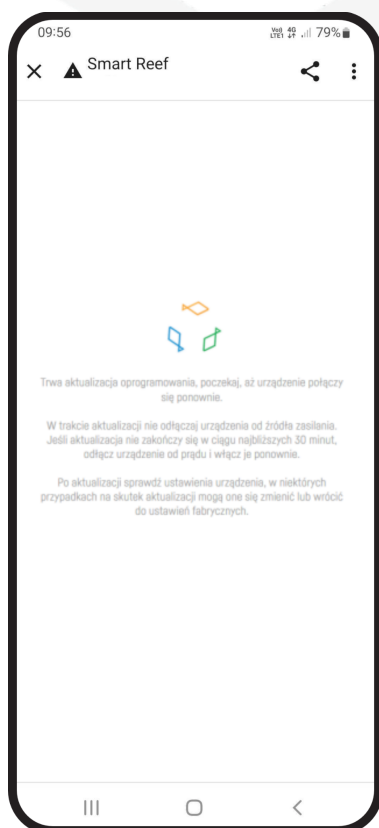 09:56
Vo)) 4G 79%
LTE1
Smart Reef
Trwa aktualizacja oprogramowania, poczekaj, aż urządzenie połączy
się ponownie.
W trakcie aktualizacji nie odłączaj urządzenia od źródła zasilania.
Jeśli aktualizacja nie zakończy się w ciągu najbliższych 30 minut,
odłącz urządzenie od prądu i włącz je ponownie.
Po aktualizacji sprawdź ustawienia urządzenia, w niektórych
przypadkach na skutek aktualizacji mogą one się zmienić lub wrócić
do ustawień fabrycznych.